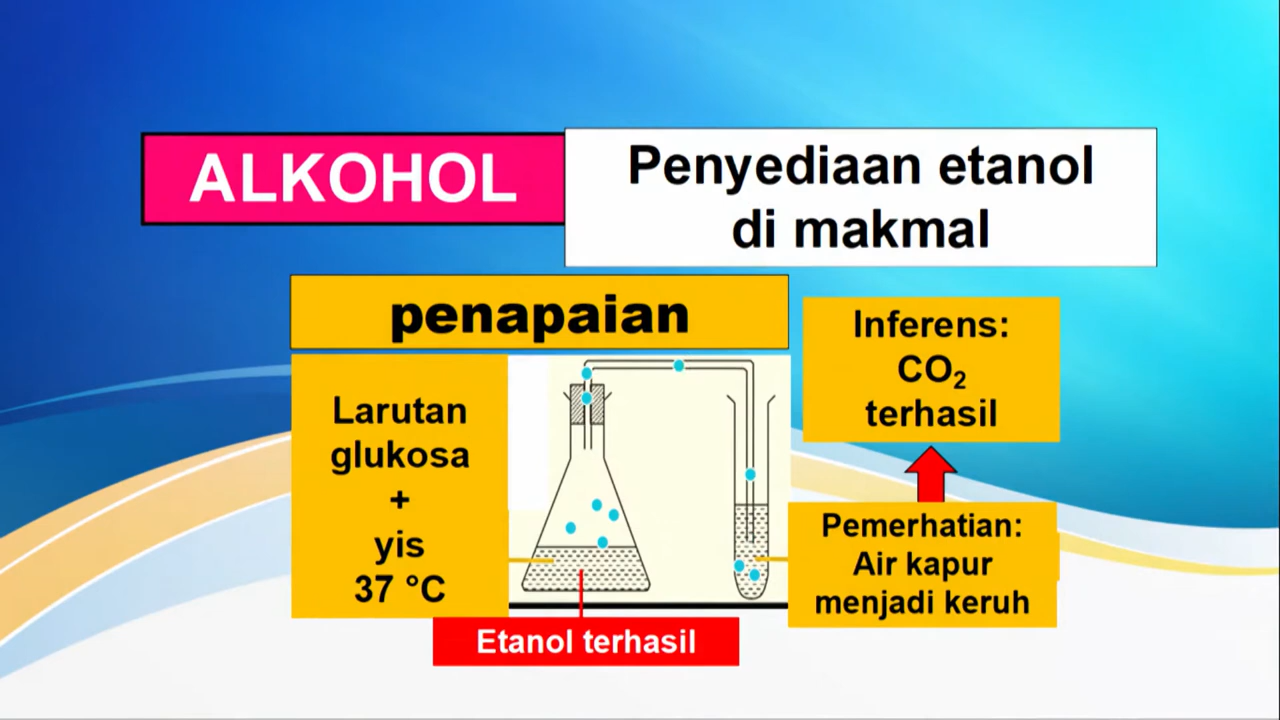 ALKOHOL
Penyediaan etanol
di makmal
penapaian
Larutan
glukosa
+
yis
37 °C
Inferens:
CO₂
terhasil
Pemerhatian:
Air kapur
menjadi keruh
Etanol terhasil